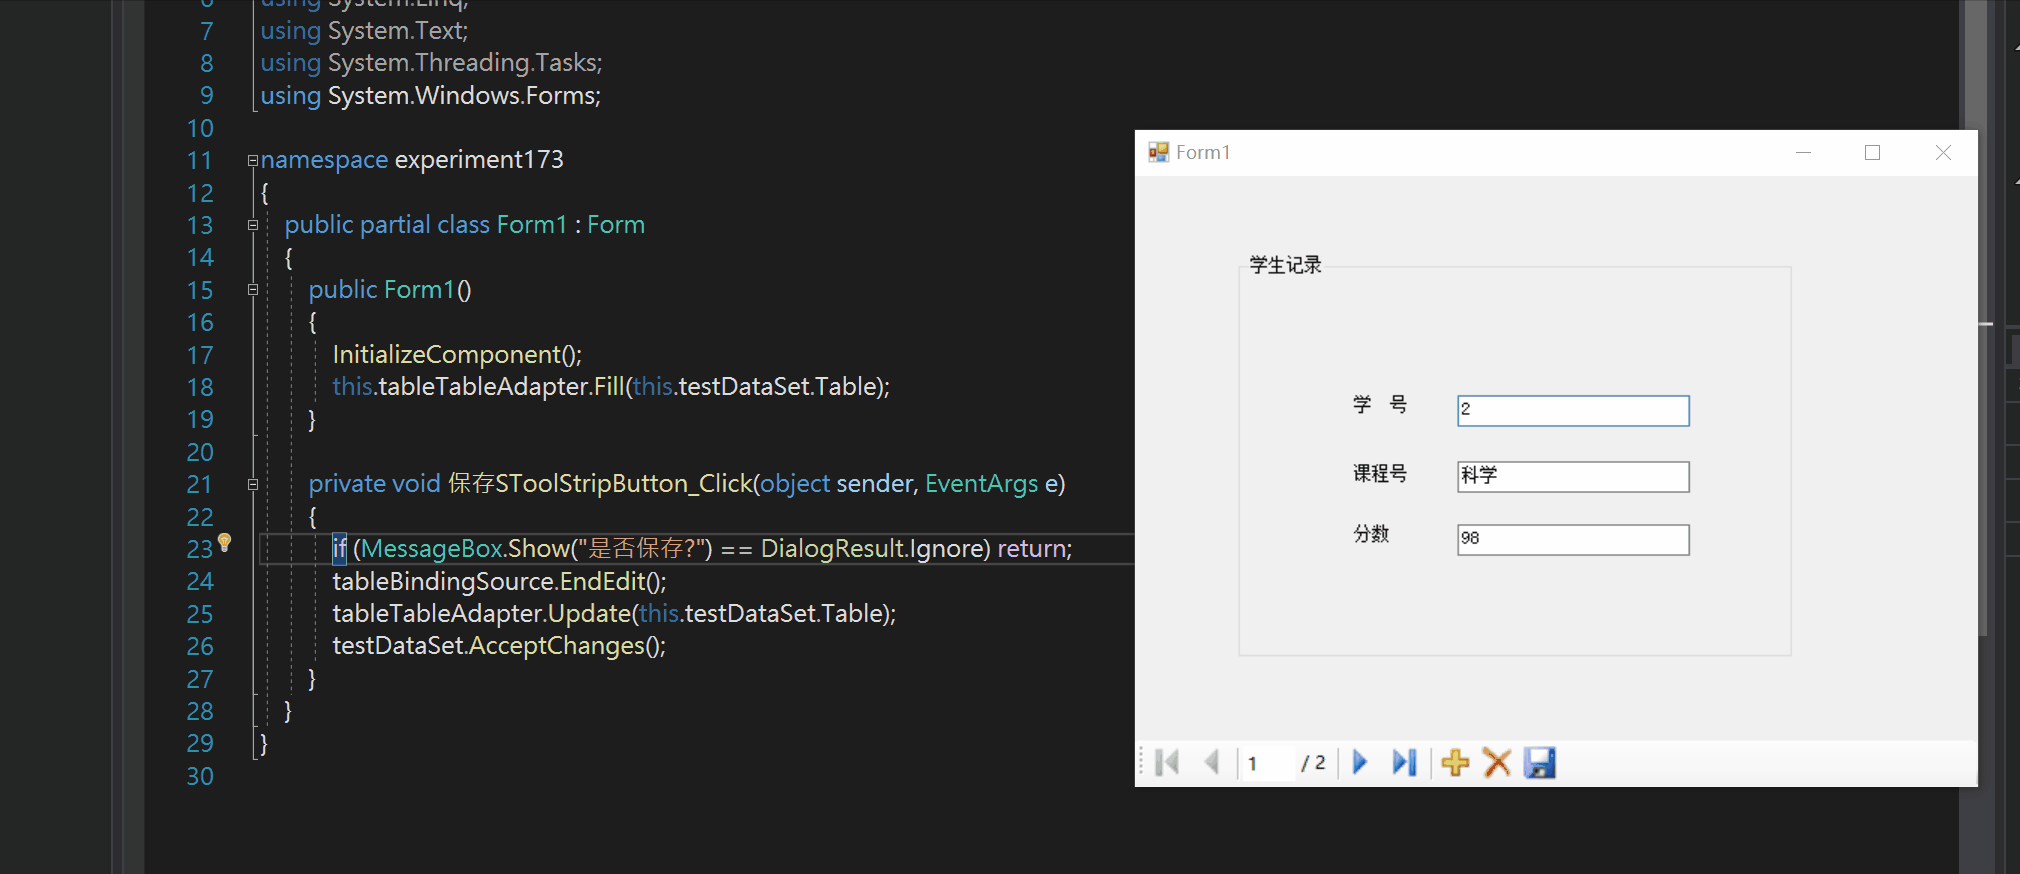 6 using System.Linq;
7 using System.Text;
8 using System.Threading.Tasks;
9 using System.Windows.Forms;
10
11 namespace experiment173
12 {
13 public partial class Form1 : Form
14 {
15 public Form1()
16 {
17 InitializeComponent();
18 this.tableTableAdapter.Fill(this.testDataSet.Table);
19 }
20
21 private void 保存SToolStripButton_Click(object sender, EventArgs e)
22 {
23 if (MessageBox.Show("是否保存?") == DialogResult.Ignore) return;
24 tableBindingSource.EndEdit();
25 tableTableAdapter.Update(this.testDataSet.Table);
26 testDataSet.AcceptChanges();
27 }
28 }
29 }
30
Form1
学生记录
学 号 2
课程号 科学
分数 98
1 / 2